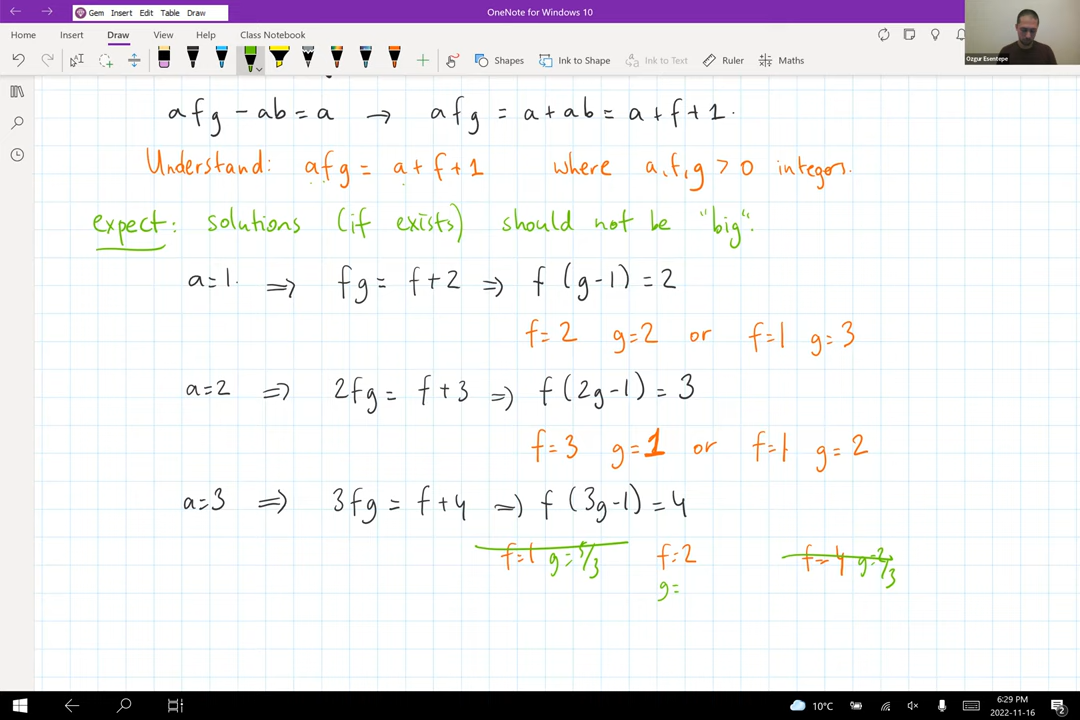 Gem Insert Edit Table Draw
OneNote for Windows 10
Home Insert Draw View Help Class Notebook
Ozgur Esentepe
Shapes Ink to Shape Ink to Text Ruler Maths
afg - ab = a → afg = a + ab = a + f + 1.
Understand: afg = a + f + 1 where a, f, g > 0 integers.
expect: solutions (if exists) should not be "big".
a=1. ⇒ fg = f+2 ⇒ f (g-1) = 2
f=2 g=2 or f=1 g=3
a=2 ⇒ 2fg = f+3 ⇒ f(2g-1) = 3
f=3 g=1 or f=1 g=2
a=3 ⇒ 3fg = f+4 ⇒ f (3g-1) = 4
f=1 g=5/3 f=2 f=4 g=2/3
g=
10°C
6:29 PM
2022-11-16
2